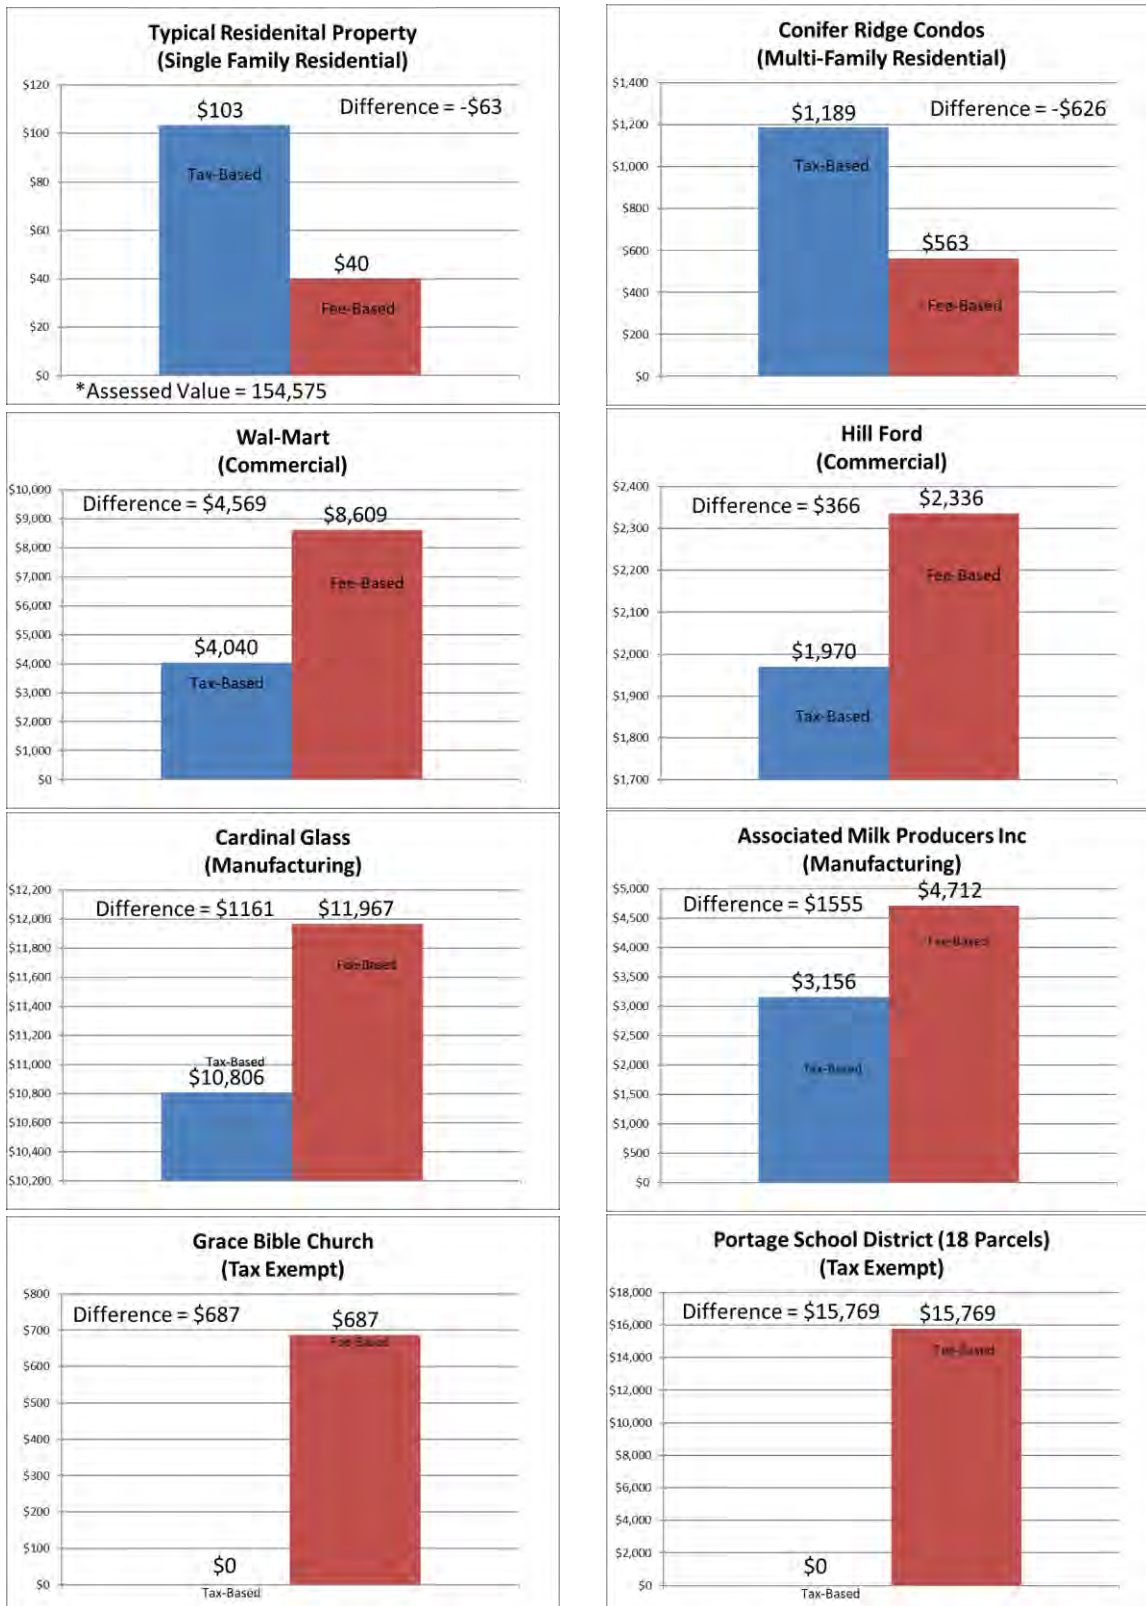 Typical Residenital Property
(Single Family Residential)
$120
$100
$80
$60
$40
$20
$0
$103
Difference = -$63
Tax-Based
$40
Fee-Based
*Assessed Value = 154,575
Conifer Ridge Condos
(Multi-Family Residential)
$1,400
$1,200
$1,000
$800
$600
$400
$200
$0
$1,189
Difference = -$626
Tax-Based
$563
Fee-Based
Wal-Mart
(Commercial)
$10,000
$9,000
$8,000
$7,000
$6,000
$5,000
$4,000
$3,000
$2,000
$1,000
$0
Difference = $4,569
$8,609
Fee-Based
$4,040
Tax-Based
Hill Ford
(Commercial)
$2,400
$2,300
$2,200
$2,100
$2,000
$1,900
$1,800
$1,700
Difference = $366
$2,336
Fee-Based
$1,970
Tax-Based
Cardinal Glass
(Manufacturing)
$12,200
$12,000
$11,800
$11,600
$11,400
$11,200
$11,000
$10,800
$10,600
$10,400
$10,200
Difference = $1161
$11,967
Fee-Based
Tax-Based
$10,806
Associated Milk Producers Inc
(Manufacturing)
$5,000
$4,500
$4,000
$3,500
$3,000
$2,500
$2,000
$1,500
$1,000
$500
$0
Difference = $1555
$4,712
Fee-Based
$3,156
Tax-Based
Grace Bible Church
(Tax Exempt)
$800
$700
$600
$500
$400
$300
$200
$100
$0
Difference = $687
$687
Fee-Based
$0
Tax-Based
Portage School District (18 Parcels)
(Tax Exempt)
$18,000
$16,000
$14,000
$12,000
$10,000
$8,000
$6,000
$4,000
$2,000
$0
Difference = $15,769
$15,769
Fee-Based
$0
Tax-Based